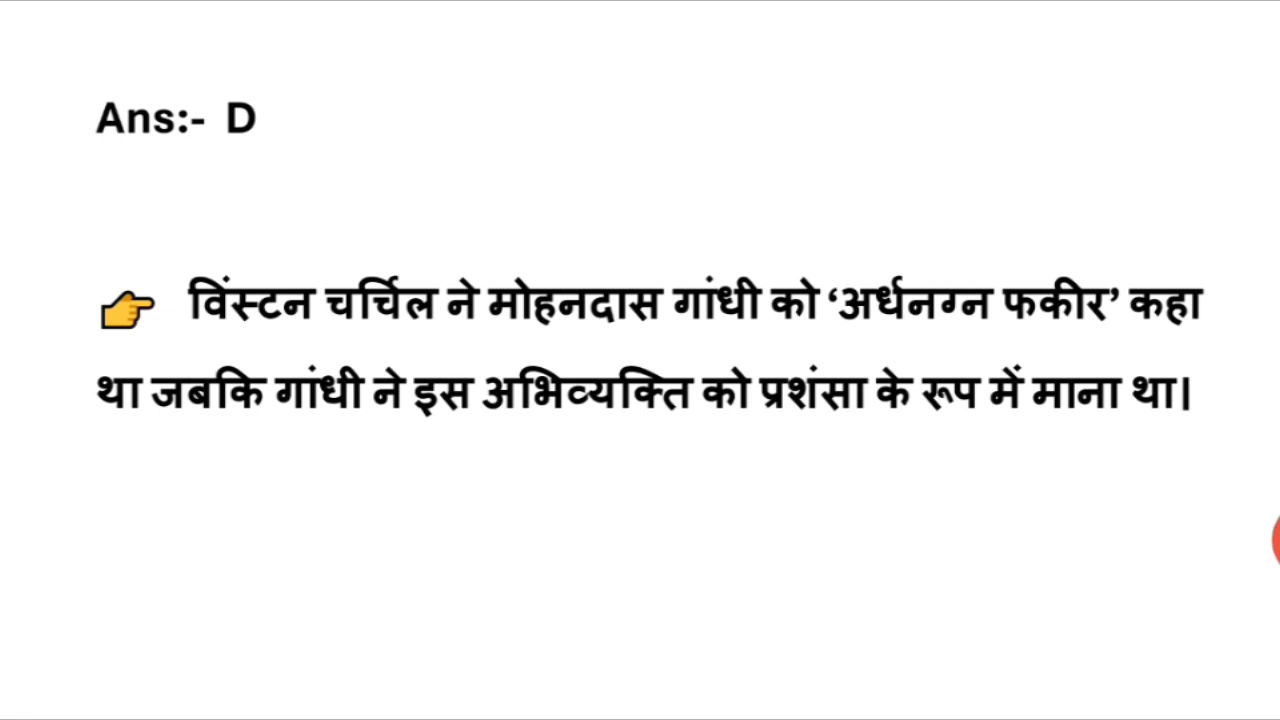 Ans:- D
👉 विंस्टन चर्चिल ने मोहनदास गांधी को ‘अर्धनग्न फकीर’ कहा
था जबकि गांधी ने इस अभिव्यक्ति को प्रशंसा के रूप में माना था।